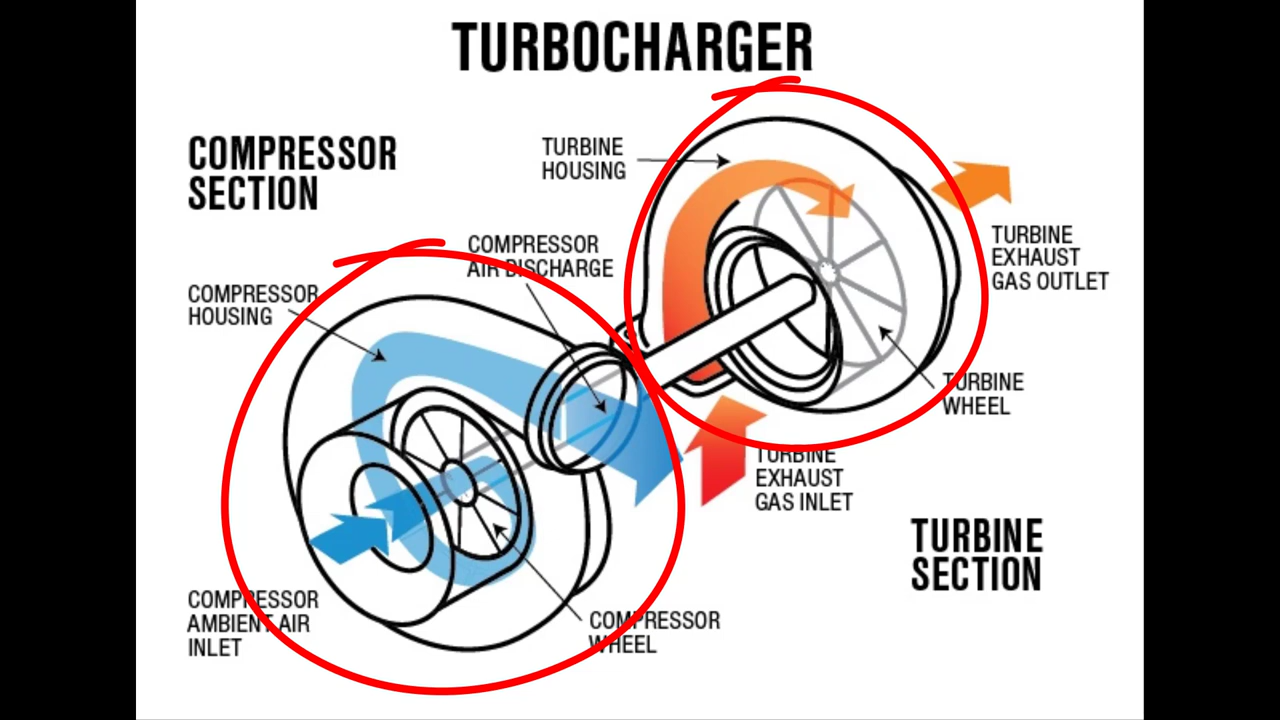 TURBOCHARGER
COMPRESSOR
SECTION
TURBINE
HOUSING
COMPRESSOR
AIR DISCHARGE
COMPRESSOR
HOUSING
TURBINE
EXHAUST
GAS OUTLET
TURBINE
WHEEL
TURBINE
EXHAUST
GAS INLET
TURBINE
SECTION
COMPRESSOR
AMBIENT AIR
INLET
COMPRESSOR
WHEEL